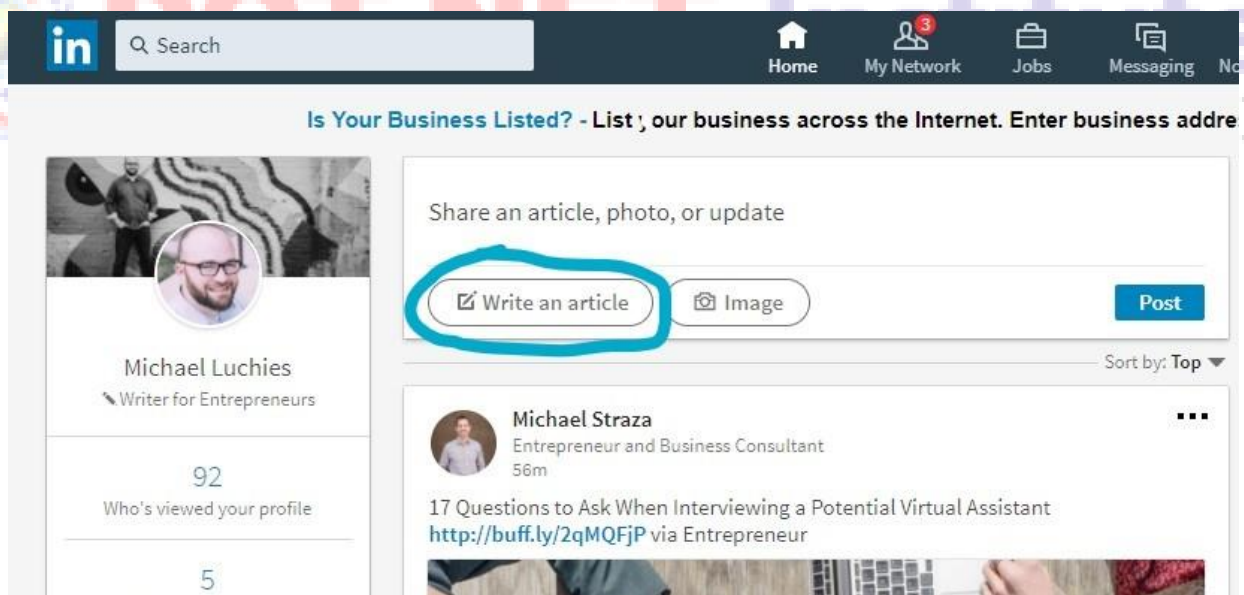 in Search
Home My Network Jobs Messaging
3
Is Your Business Listed? - List our business across the Internet. Enter business
Share an article, photo, or update
Write an article Image Post
Sort by: Top
Michael Luchies
Writer for Entrepreneurs
92
Who's viewed your profile
5
Michael Straza
Entrepreneur and Business Consultant
56m
17 Questions to Ask When Interviewing a Potential Virtual Assistant
http://buff.ly/2qMQFjP via Entrepreneur